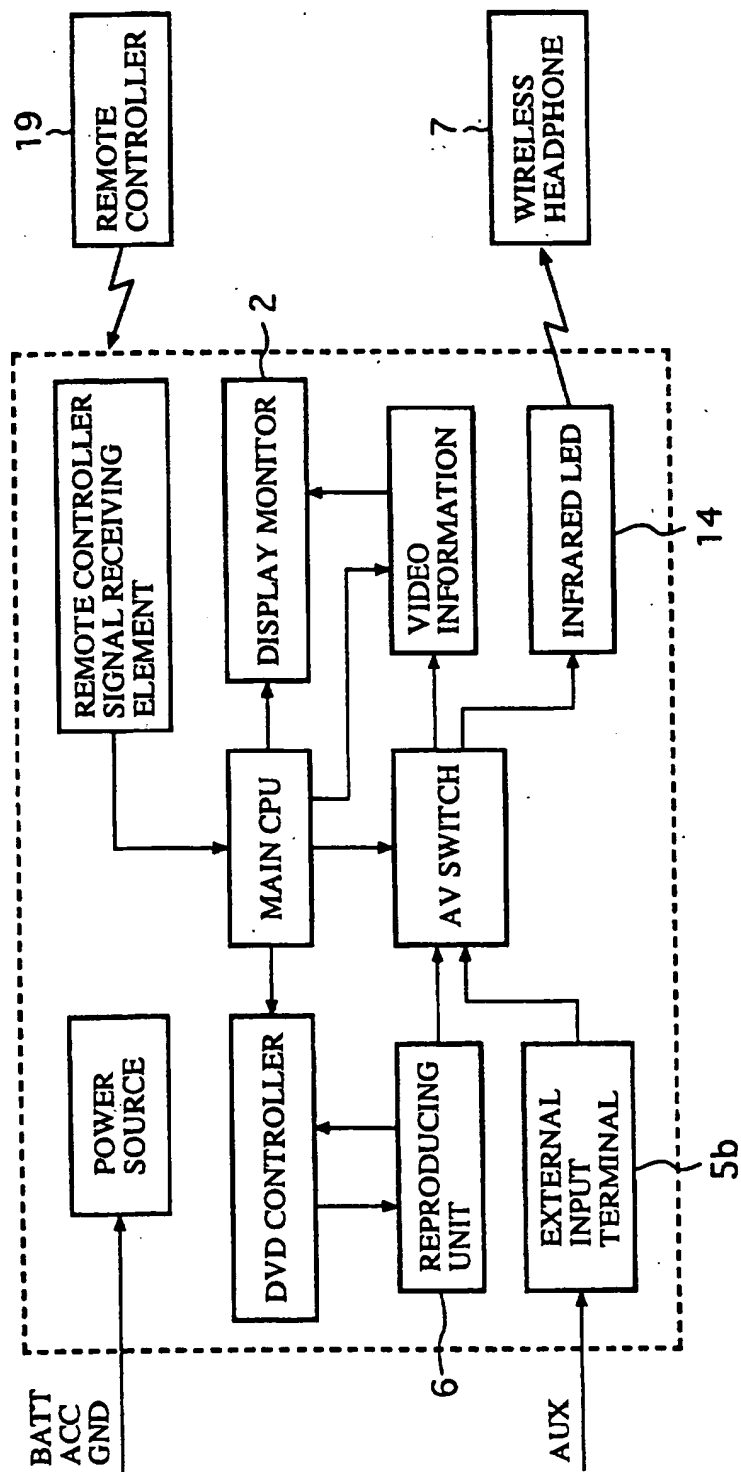 REMOTE
CONTROLLER
19
WIRELESS
HEADPHONE
7
REMOTE CONTROLLER
SIGNAL RECEIVING
ELEMENT
POWER
SOURCE
BATT
ACC
GND
DISPLAY MONITOR
2
MAIN CPU
DVD CONTROLLER
VIDEO
INFORMATION
AV SWITCH
REPRODUCING
UNIT
6
INFRARED LED
14
EXTERNAL
INPUT
TERMINAL
5b
AUX